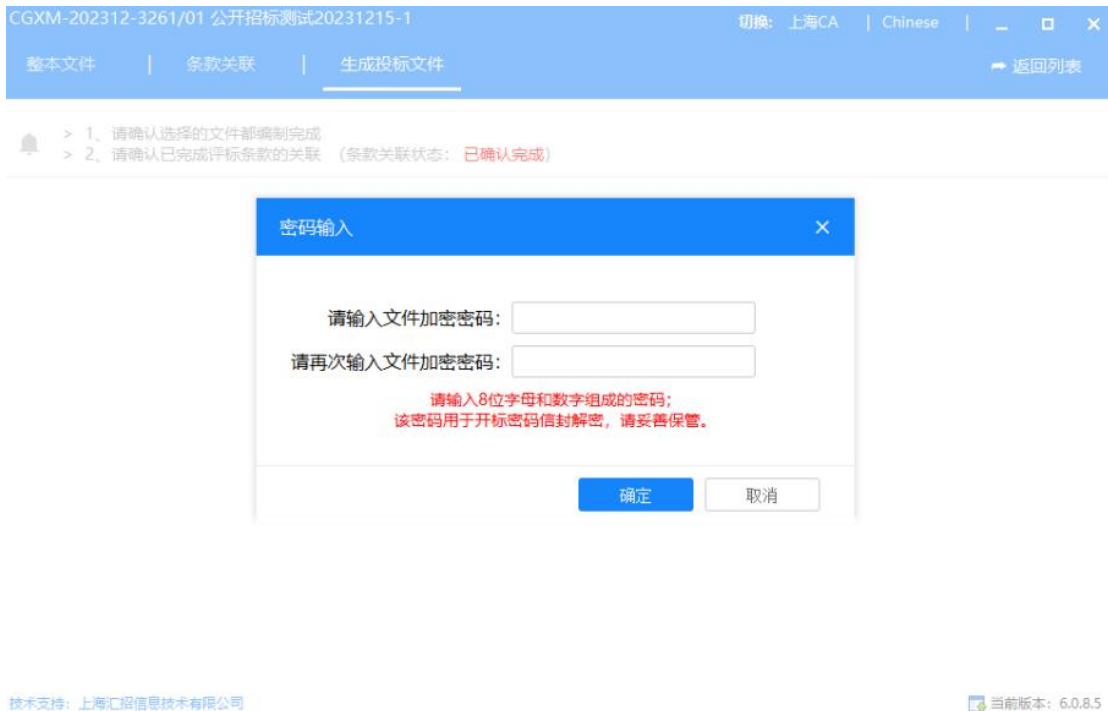 CGXM-202312-3261/01 公开招标测试20231215-1 切换: 上海CA | Chinese |
整本文件 | 条款关联 | 生成投标文件 返回列表
> 1、请确认选择的文件都编制完成
> 2、请确认已完成评标条款的关联 (条款关联状态: 已确认完成)
密码输入
请输入文件加密密码:
请再次输入文件加密密码:
请输入8位字母和数字组成的密码;
该密码用于开标密码信封解密, 请妥善保管。
确定 取消
技术支持: 上海汇招信息技术有限公司 当前版本: 6.0.8.5